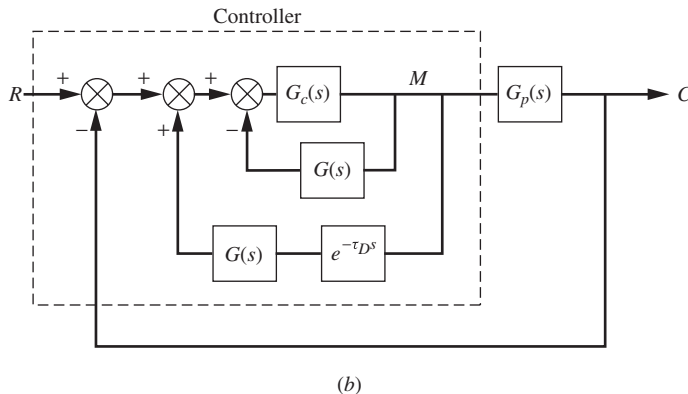 Controller
R + − + + + − G_c(s) M G_p(s) C
G(s)
G(s) e^{−τ_D s}
(b)